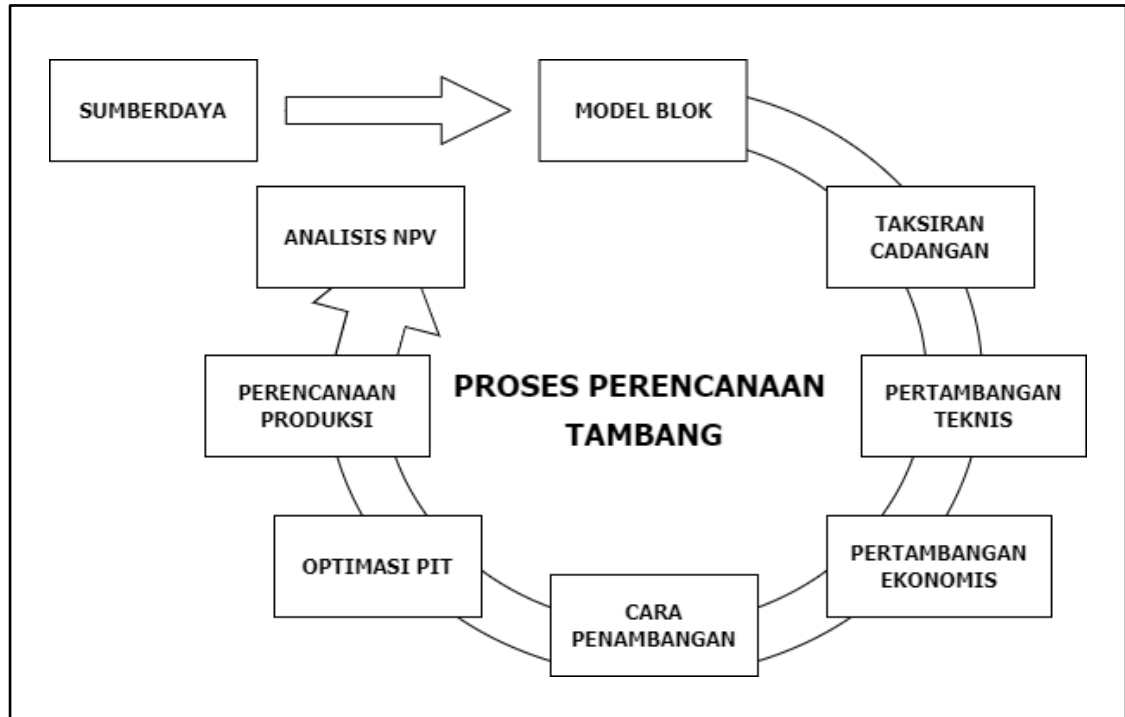 SUMBERDAYA
MODEL BLOK
TAKSIRAN
CADANGAN
PERTAMBANGAN
TEKNIS
PERTAMBANGAN
EKONOMIS
CARA
PENAMBANGAN
OPTIMASI PIT
PERENCANAAN
PRODUKSI
ANALISIS NPV
PROSES PERENCANAAN
TAMBANG